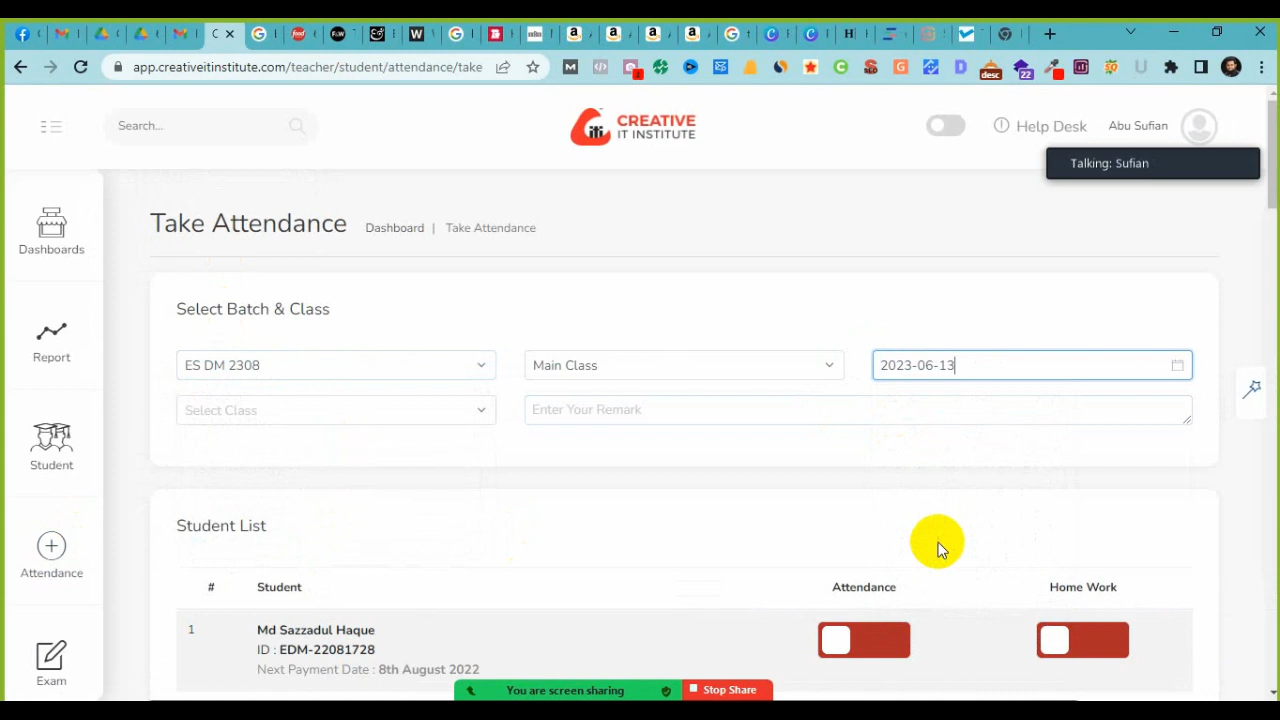 app.creativeitinstitute.com/teacher/student/attendance/take
desc
22
4
Search...
CREATIVE
IT INSTITUTE
Help Desk
Abu Sufian
Talking: Sufian
Dashboards
Report
Student
Attendance
Exam
Take Attendance
Dashboard | Take Attendance
Select Batch & Class
ES DM 2308
Main Class
2023-06-13
Select Class
Enter Your Remark
Student List
# Student Attendance Home Work
1
Md Sazzadul Haque
ID : EDM-22081728
Next Payment Date : 8th August 2022
You are screen sharing
Stop Share